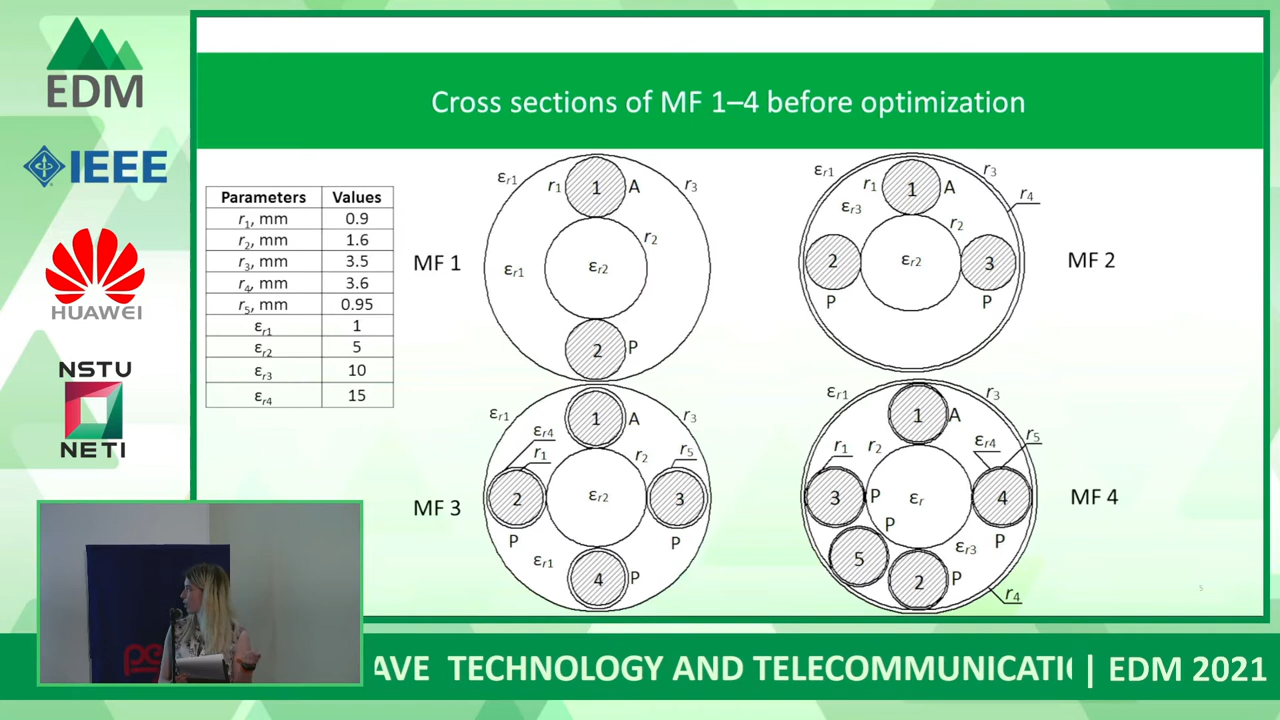 EDM
IEEE
HUAWEI
NSTU
NETI
Cross sections of MF 1–4 before optimization
Parameters Values
r1, mm 0.9
r2, mm 1.6
r3, mm 3.5
r4, mm 3.6
r5, mm 0.95
εr1 1
εr2 5
εr3 10
εr4 15
MF 1
εr1 r1 1 A r3
r2
εr1 εr2
2 P
MF 2
εr1 r1 1 A r3
r4
εr3 r2
2 εr2 3
P P
MF 3
εr1 1 A r3
εr4
r1 r2 r5
2 εr2 3
P P
εr1 4 P
MF 4
εr1 1 A r3
r1 r2 εr4 r5
3 P εr 4
P P
5 εr3
2 P
r4
5
AVE TECHNOLOGY AND TELECOMMUNICATI | EDM 2021